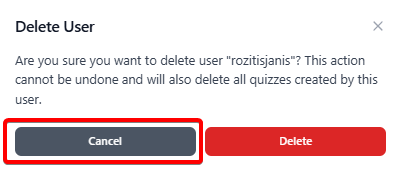 Delete User
Are you sure you want to delete user "rozitisjanis"? This action
cannot be undone and will also delete all quizzes created by this
user.
Cancel
Delete